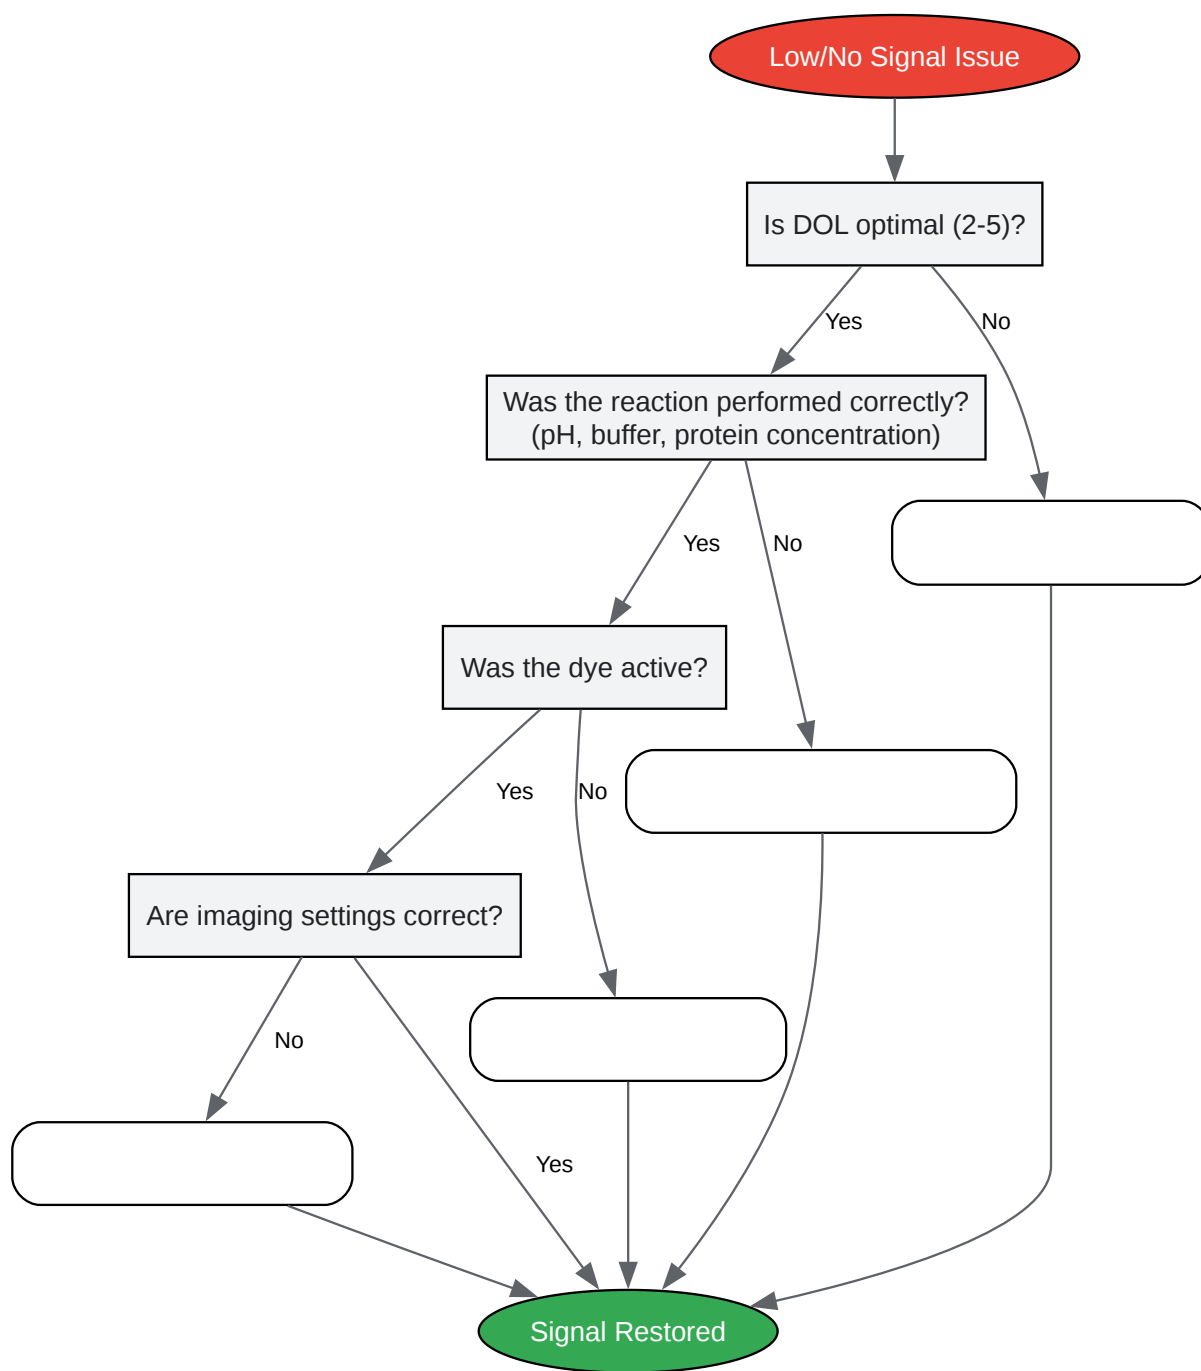 Low/No Signal Issue
Is DOL optimal (2-5)?
Yes
No
Was the reaction performed correctly?
(pH, buffer, protein concentration)
Yes
No
Was the dye active?
Yes
No
Are imaging settings correct?
No
Yes
Signal Restored